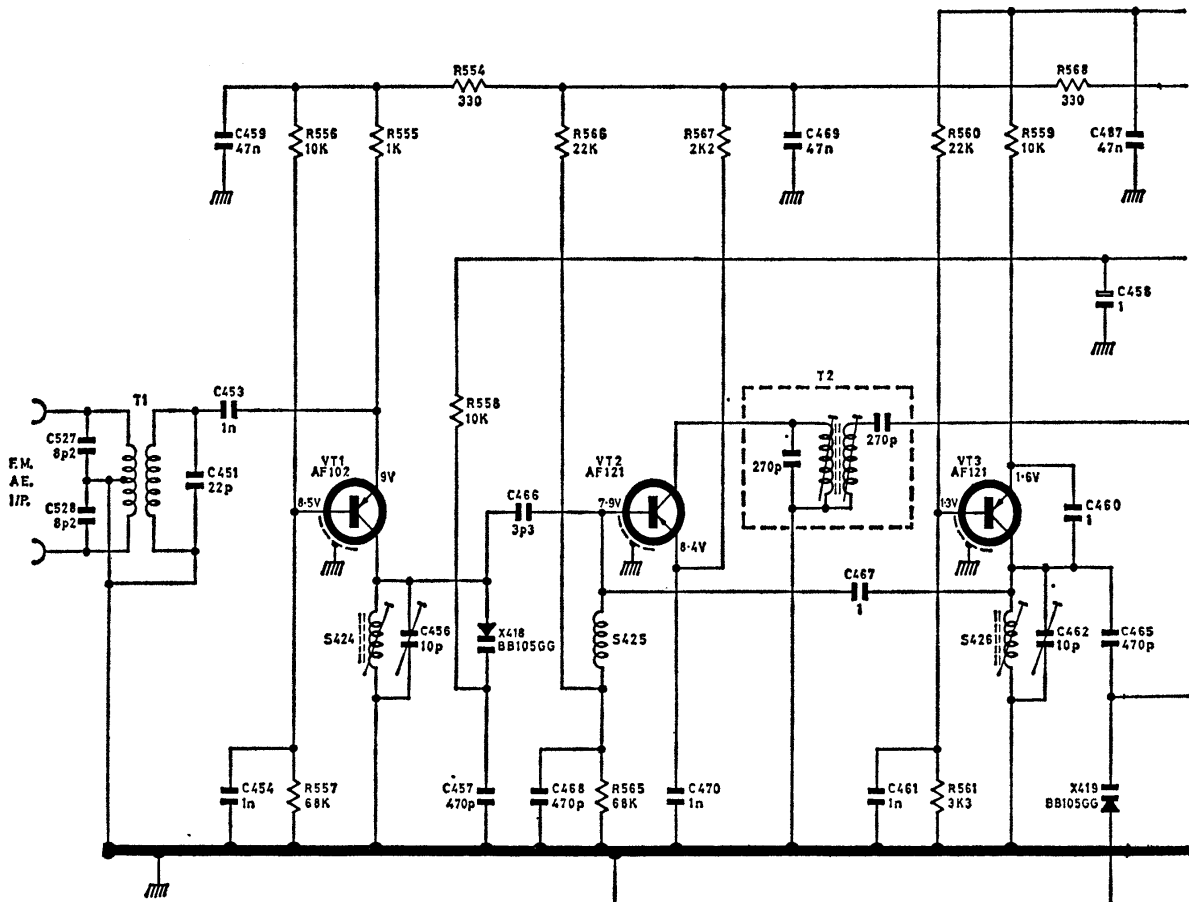 R554
330
R568
330
C459
47n
R556
10K
R555
1K
R566
22K
R567
2K2
C469
47n
R560
22K
R559
10K
C487
47n
C458
1
T2
T1
C453
1n
R558
10K
C527
8p2
F.M.
AE.
I/P.
C451
22p
C528
8p2
VT1
AF102
9V
8·5V
C466
3p3
VT2
AF121
7·9V
8·4V
270p
270p
VT3
AF121
1·6V
1·3V
C460
1
C467
1
S424
C456
10p
X418
BB105GG
S425
S426
C462
10p
C465
470p
C454
1n
R557
68K
C457
470p
C468
470p
R565
68K
C470
1n
C461
1n
R561
3K3
X419
BB105GG